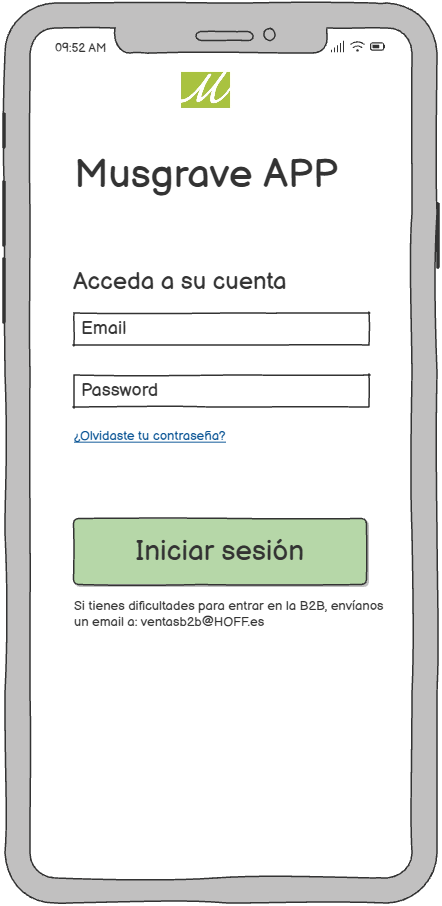 09:52 AM
M
Musgrave APP
Acceda a su cuenta
Email
Password
¿Olvidaste tu contraseña?
Iniciar sesión
Si tienes dificultades para entrar en la B2B, envíanos
un email a: ventasb2b@HOFF.es